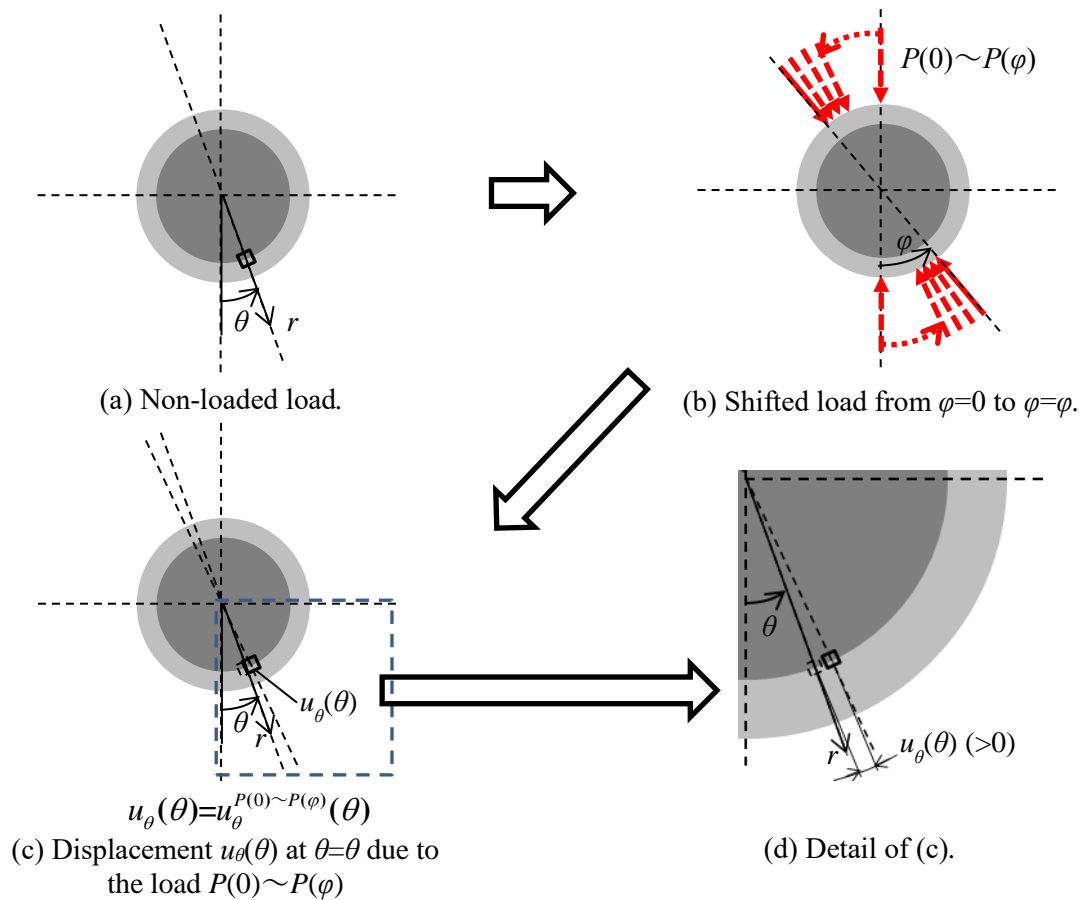 P(0)～P(φ)
φ
θ
r
(a) Non-loaded load.
(b) Shifted load from φ=0 to φ=φ.
θ
r
u_θ(θ)
θ
r
u_θ(θ) (>0)
u_θ(θ)=u_θ^{P(0)～P(φ)}(θ)
(c) Displacement u_θ(θ) at θ=θ due to
the load P(0)～P(φ)
(d) Detail of (c).